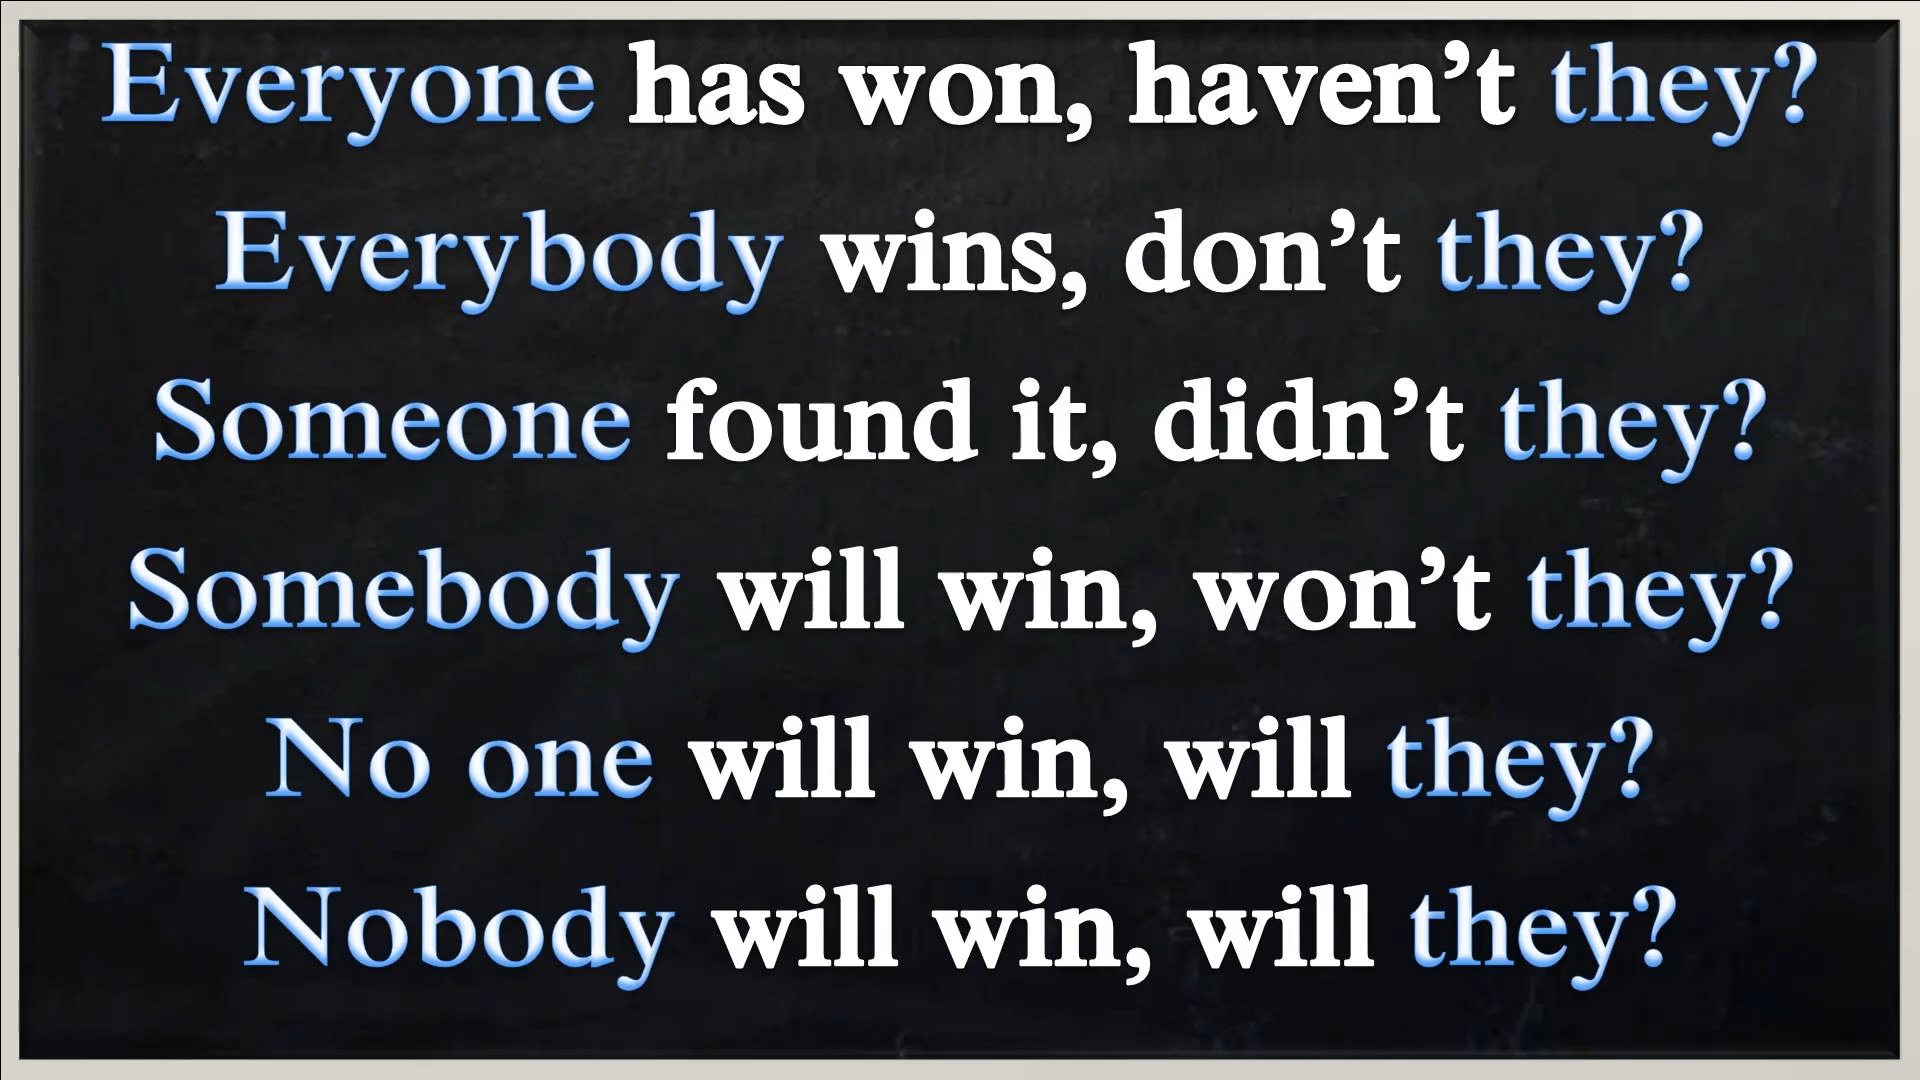 Everyone has won, haven’t they?
Everybody wins, don’t they?
Someone found it, didn’t they?
Somebody will win, won’t they?
No one will win, will they?
Nobody will win, will they?